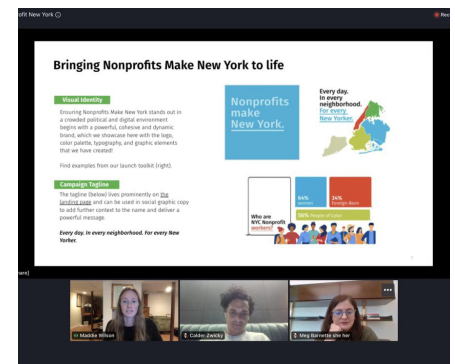 ofit New York
Rec
Bringing Nonprofits Make New York to life
Visual Identity
Ensuring Nonprofits Make New York stands out in
a crowded political and digital environment
begins with a powerful, cohesive and dynamic
brand, which we showcase here with the logo,
color palette, typography, and graphic elements
that we have created!
Find examples from our launch toolkit (right).
Campaign Tagline
The tagline (below) lives prominently on the
landing page and can be used in social graphic copy
to add further context to the name and deliver a
powerful message.
Every day. In every neighborhood. For every New
Yorker.
Nonprofits
make
New York.
Every day.
In every
neighborhood.
For every
New Yorker.
Who are
NYC Nonprofit
workers?
64%
women
34%
Foreign Born
56% People of Color
Maddie Wilson
Calder Zwicky
Meg Barnette she her